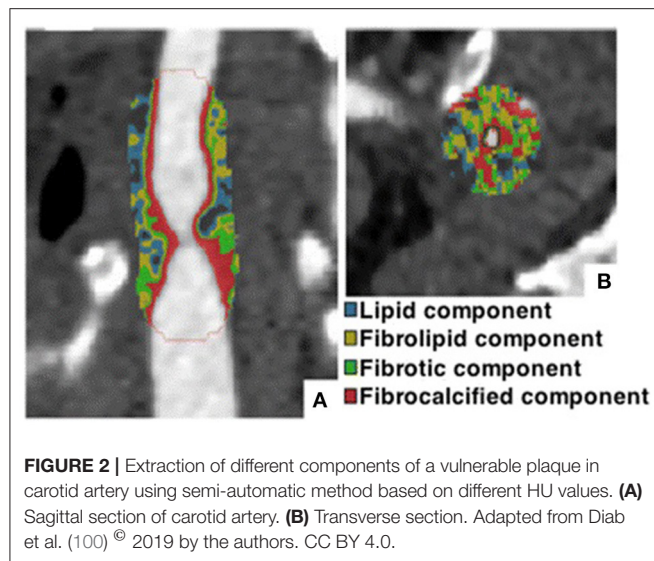 A
B
Lipid component
Fibrolipid component
Fibrotic component
Fibrocalcified component
FIGURE 2 | Extraction of different components of a vulnerable plaque in
carotid artery using semi-automatic method based on different HU values. (A)
Sagittal section of carotid artery. (B) Transverse section. Adapted from Diab
et al. (100) © 2019 by the authors. CC BY 4.0.